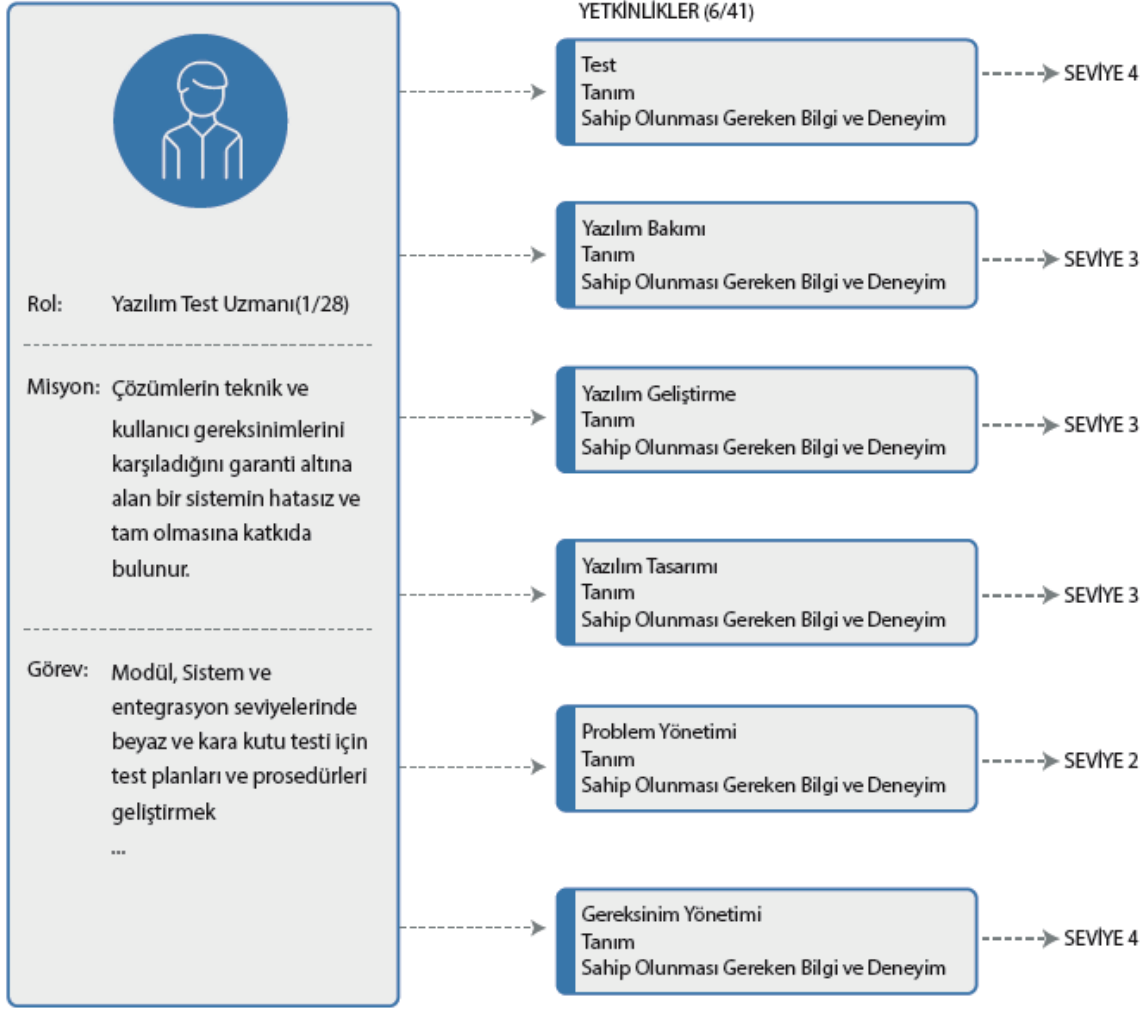 YETKİNLİKLER (6/41)
Rol: Yazılım Test Uzmanı(1/28)
Misyon: Çözümlerin teknik ve
kullanıcı gereksinimlerini
karşıladığını garanti altına
alan bir sistemin hatasız ve
tam olmasına katkıda
bulunur.
Görev: Modül, Sistem ve
entegrasyon seviyelerinde
beyaz ve kara kutu testi için
test planları ve prosedürleri
geliştirmek
...
Test
Tanım
Sahip Olunması Gereken Bilgi ve Deneyim
SEVİYE 4
Yazılım Bakımı
Tanım
Sahip Olunması Gereken Bilgi ve Deneyim
SEVİYE 3
Yazılım Geliştirme
Tanım
Sahip Olunması Gereken Bilgi ve Deneyim
SEVİYE 3
Yazılım Tasarımı
Tanım
Sahip Olunması Gereken Bilgi ve Deneyim
SEVİYE 3
Problem Yönetimi
Tanım
Sahip Olunması Gereken Bilgi ve Deneyim
SEVİYE 2
Gereksinim Yönetimi
Tanım
Sahip Olunması Gereken Bilgi ve Deneyim
SEVİYE 4